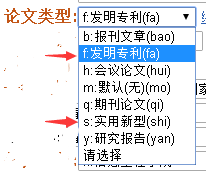 论文类型: f:发明专利(fa)
b:报刊文章(bao)
f:发明专利(fa)
h:会议论文(hui)
m:默认(无)(mo)
q:期刊论文(qi)
s:实用新型(shi)
y:研究报告(yan)
请选择